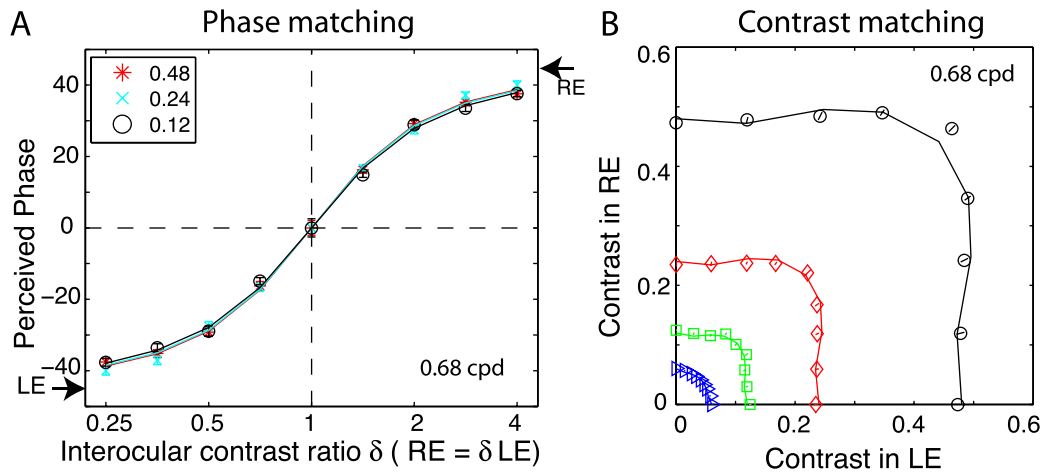 A
Phase matching
0.48
0.24
0.12
RE
LE
0.68 cpd
Perceived Phase
40
20
0
−20
−40
0.25
0.5
1
2
4
Interocular contrast ratio δ ( RE = δ LE)
B
Contrast matching
0.68 cpd
Contrast in RE
0.6
0.4
0.2
0
0
0.2
0.4
0.6
Contrast in LE